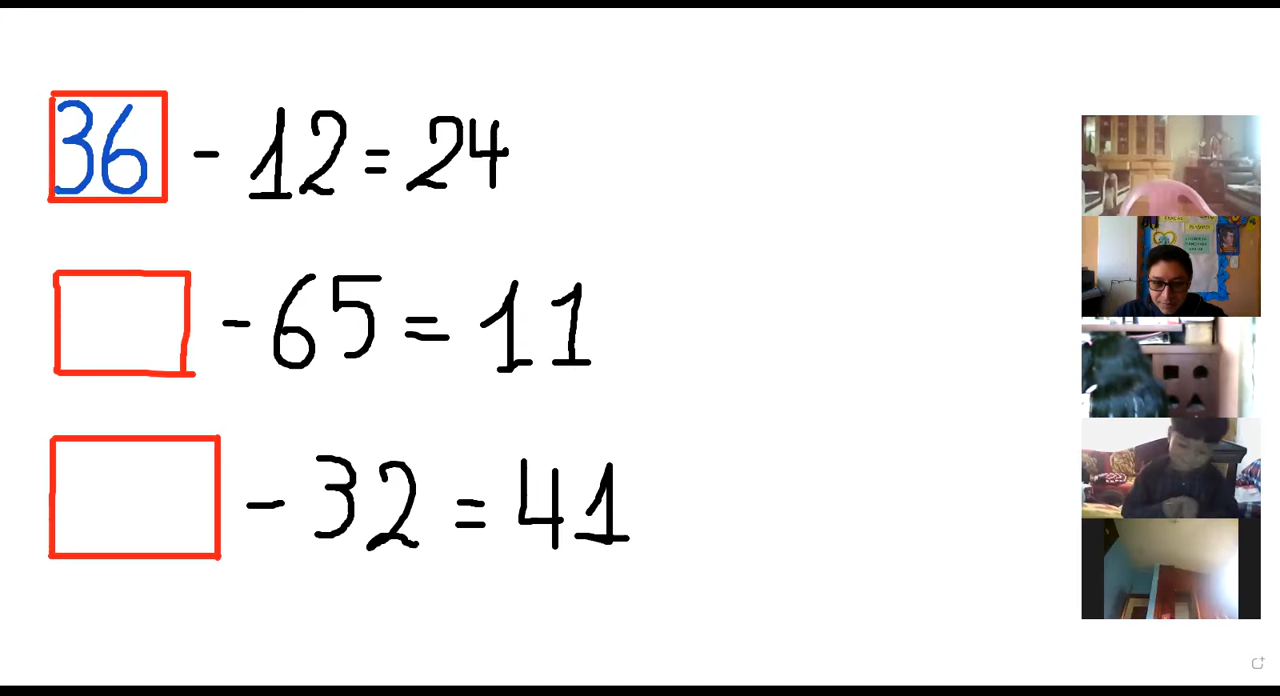 36 - 12 = 24
- 65 = 11
- 32 = 41